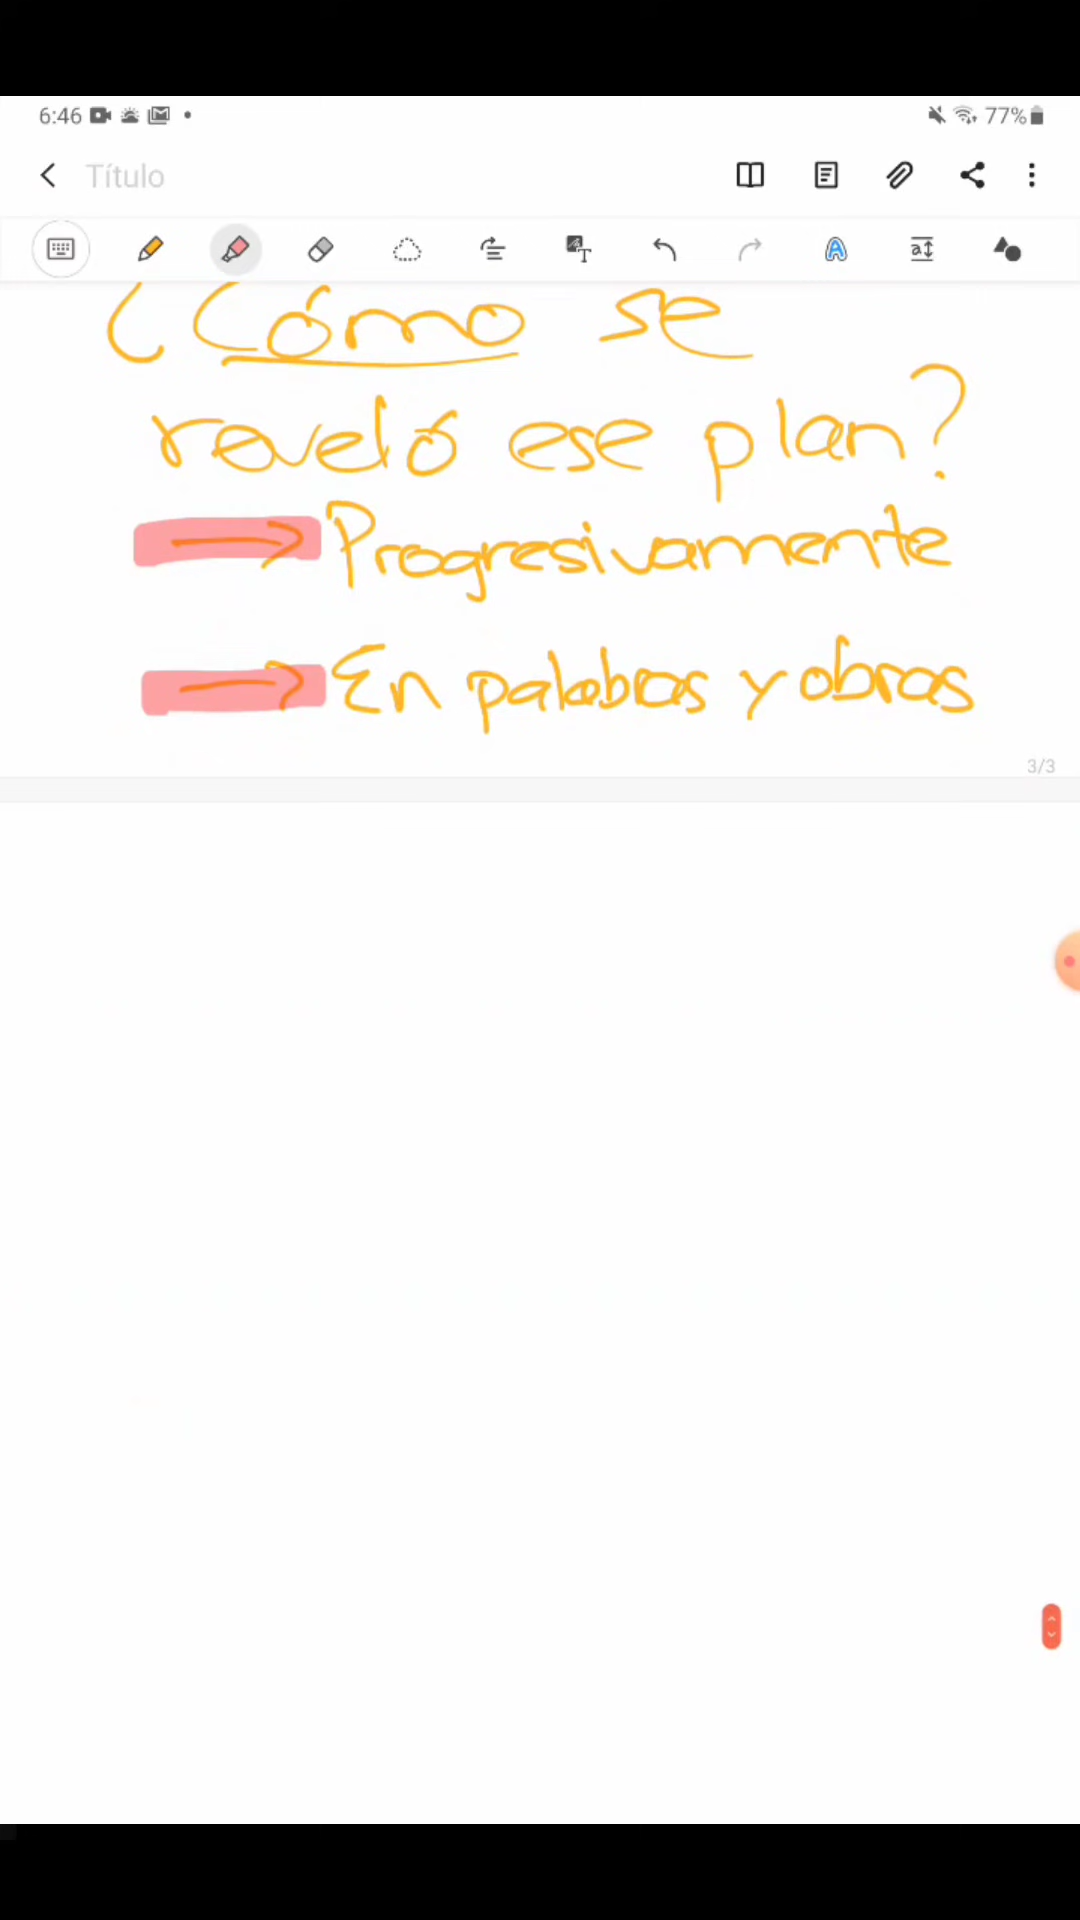 6:46 77%
Título
¿Cómo se
reveló ese plan?
→ Progresivamente
→ En palabras y obras
3/3